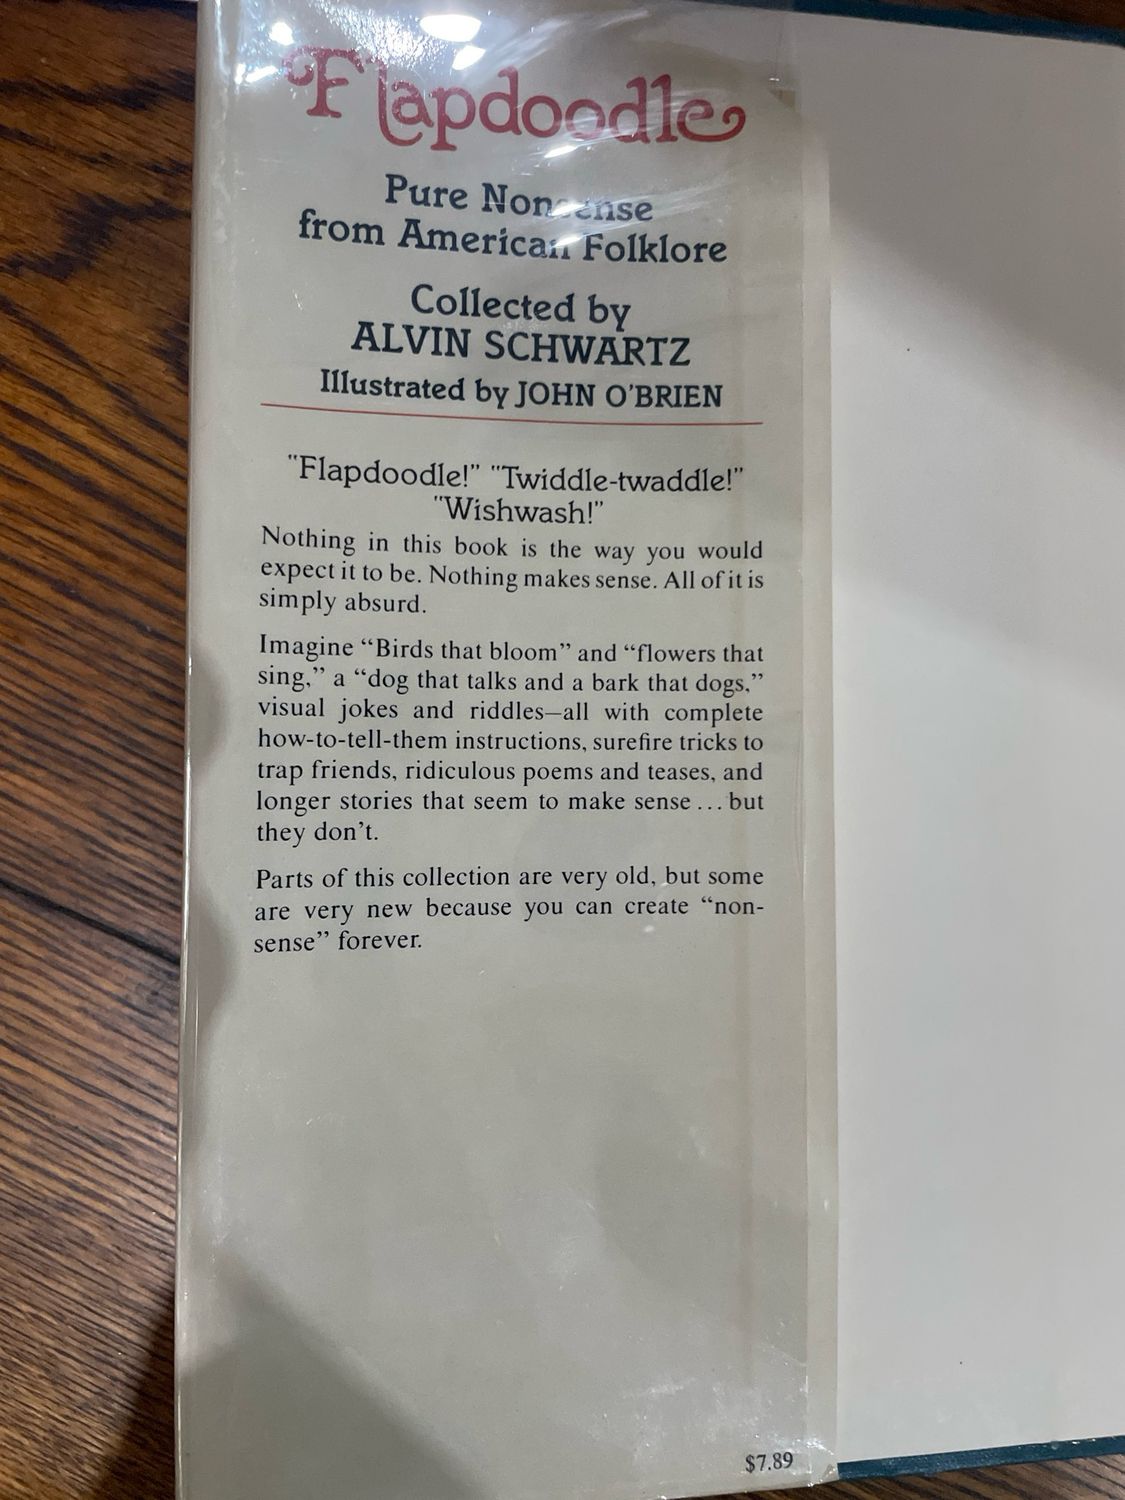 Flapdoodle
Pure Nonsense
from American Folklore
Collected by
ALVIN SCHWARTZ
Illustrated by JOHN O'BRIEN
"Flapdoodle!" "Twiddle-twaddle!"
"Wishwash!"
Nothing in this book is the way you would
expect it to be. Nothing makes sense. All of it is
simply absurd.
Imagine “Birds that bloom” and “flowers that
sing,” a “dog that talks and a bark that dogs,”
visual jokes and riddles—all with complete
how-to-tell-them instructions, surefire tricks to
trap friends, ridiculous poems and teases, and
longer stories that seem to make sense...but
they don’t.
Parts of this collection are very old, but some
are very new because you can create “non-
sense” forever.
$7.89